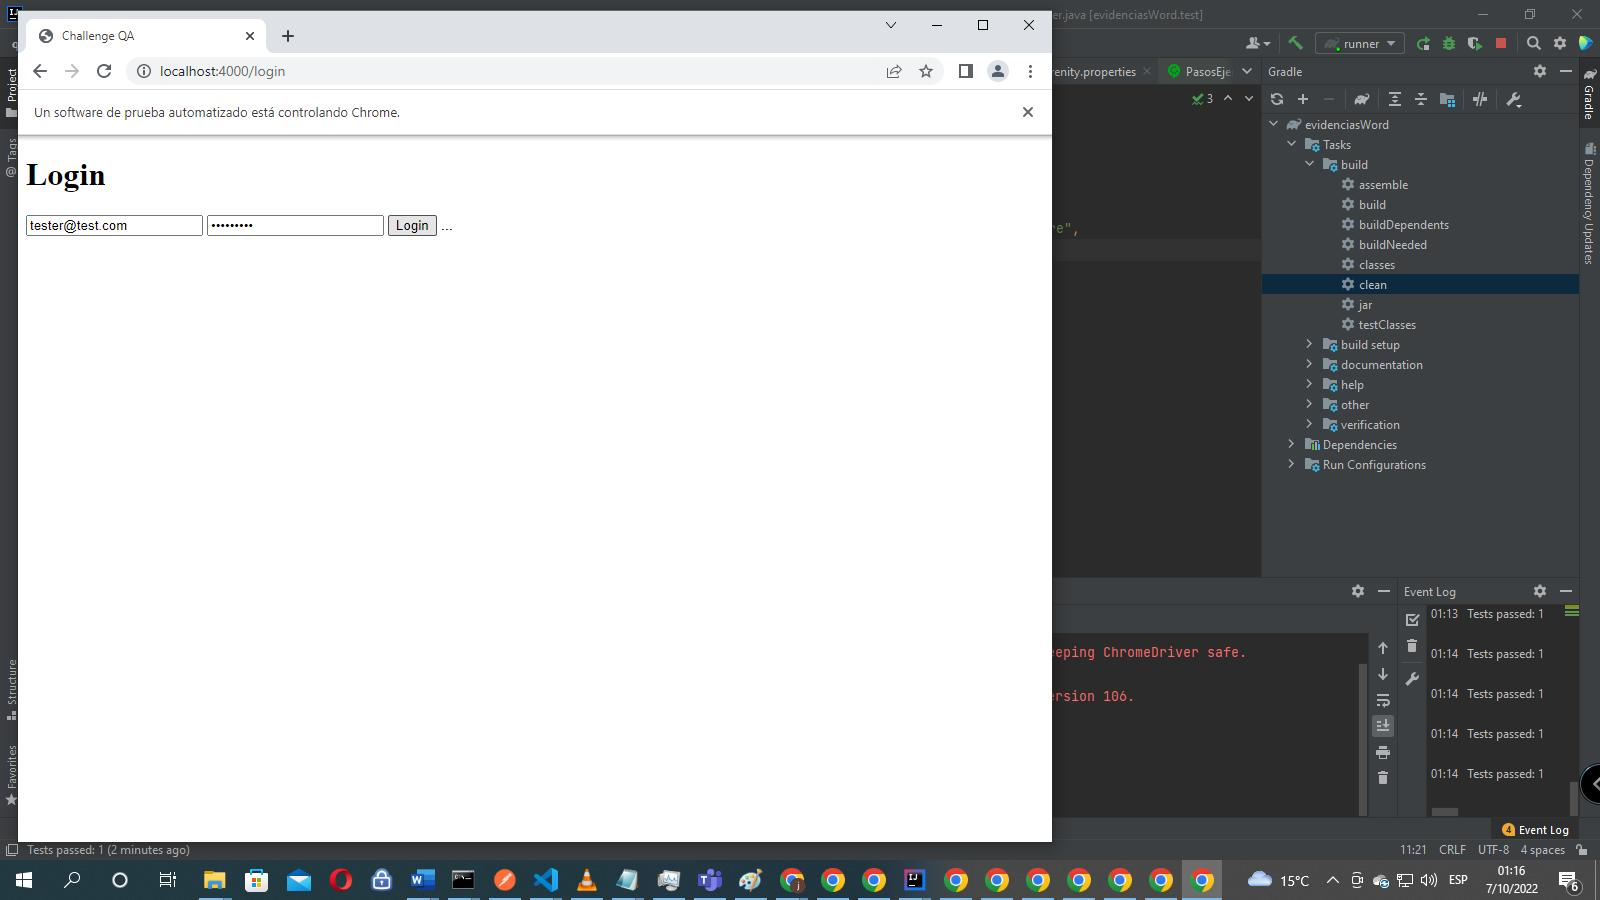 Challenge QA
er.java [evidenciasWord.test]
localhost:4000/login
Un software de prueba automatizado está controlando Chrome.
Login
tester@test.com
Login
...
runner
renity.properties
PasosEje
3
e",
Gradle
evidenciasWord
Tasks
build
assemble
build
buildDependents
buildNeeded
classes
clean
jar
testClasses
build setup
documentation
help
other
verification
Dependencies
Run Configurations
Project
@ Tags
Structure
Favorites
Gradle
Dependency Updates
eeping ChromeDriver safe.
ersion 106.
Event Log
01:13 Tests passed: 1
01:14 Tests passed: 1
01:14 Tests passed: 1
01:14 Tests passed: 1
01:14 Tests passed: 1
4 Event Log
Tests passed: 1 (2 minutes ago)
11:21 CRLF UTF-8 4 spaces
15°C
ESP
01:16
7/10/2022
6